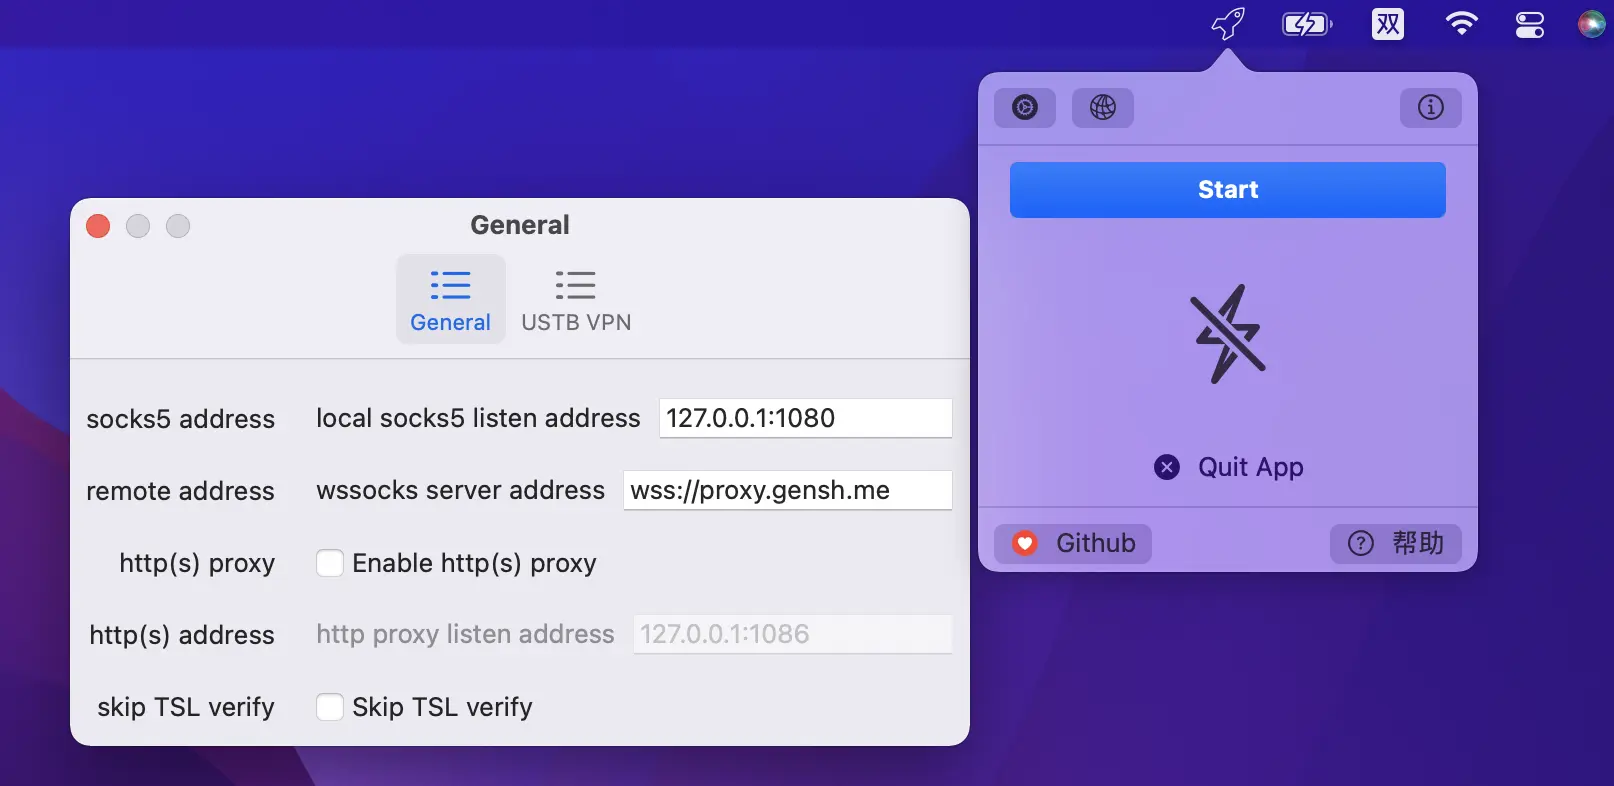 双
Start
Quit App
Github
帮助
General
General
USTB VPN
socks5 address local socks5 listen address 127.0.0.1:1080
remote address wssocks server address wss://proxy.gensh.me
http(s) proxy Enable http(s) proxy
http(s) address http proxy listen address 127.0.0.1:1086
skip TSL verify Skip TSL verify